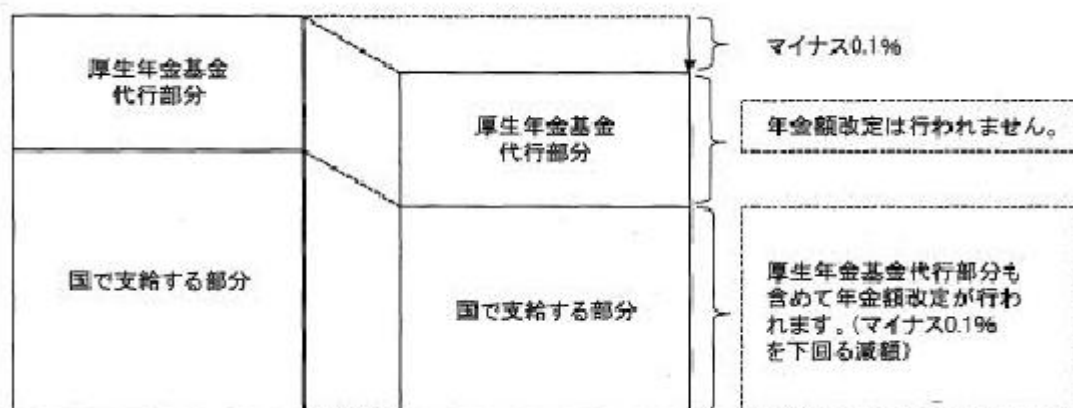 厚生年金基金
代行部分
国で支給する部分
厚生年金基金
代行部分
国で支給する部分
マイナス0.1%
年金額改定は行われません。
厚生年金基金代行部分も
含めて年金額改定が行わ
れます。(マイナス0.1%
を下回る減額)